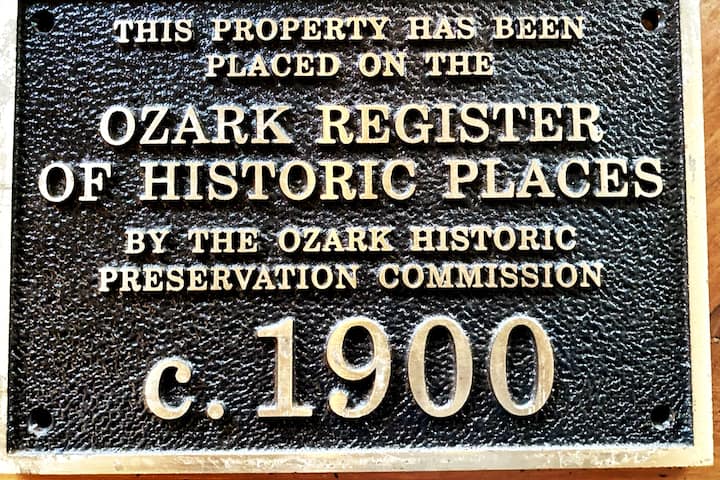 THIS PROPERTY HAS BEEN
PLACED ON THE
OZARK REGISTER
OF HISTORIC PLACES
BY THE OZARK HISTORIC
PRESERVATION COMMISSION
c. 1900